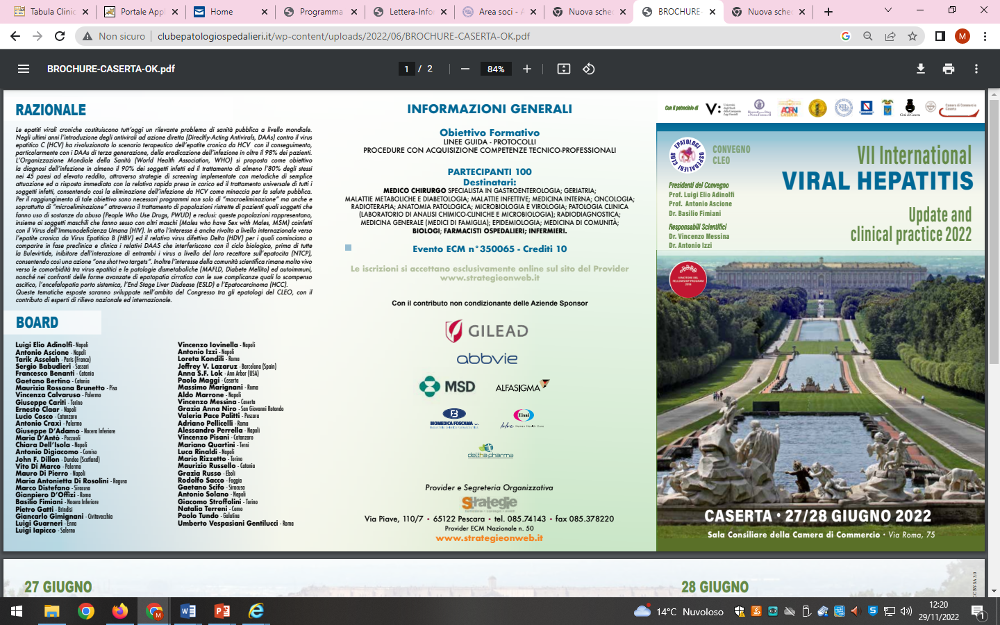 Tabula Clinic
Portale Appl
Home
Programma
Lettera-Info
Area soci - A
Nuova sche
BROCHURE-
Nuova sche
Non sicuro
clubepatologiospedalieri.it/wp-content/uploads/2022/06/BROCHURE-CASERTA-OK.pdf
M
BROCHURE-CASERTA-OK.pdf
1 / 2
84%
RAZIONALE
Le epatiti virali croniche costituiscono tutt'oggi un rilevante problema di sanità pubblica a livello mondiale.
Negli ultimi anni l'introduzione degli antivirali ad azione diretta (Directlly-Acting Antivirals, DAAs) contro il virus
epatitico C (HCV) ha rivoluzionato lo scenario terapeutico dell'epatite cronica da HCV con il conseguimento,
particolarmente con i DAAs di terza generazione, della eradicazione dell'infezione in oltre il 98% dei pazienti.
L'Organizzazione Mondiale della Sanità (World Health Association, WHO) si proposta come obiettivo
la diagnosi dell'infezione in almeno il 90% dei soggetti infetti ed il trattamento di almeno l'80% degli stessi
nei 45 paesi ad elevato reddito, attraverso strategie di screening implementate con metodiche di semplice
attuazione ed a risposta immediata con la relativa rapida presa in carico ed il trattamento universale di tutti i
soggetti infetti, consentendo così la eliminazione dell'infezione da HCV come minaccia per la salute pubblica.
Per il raggiungimento di tale obiettivo sono necessari programmi non solo di "macroeliminazione" ma anche e
soprattutto di "microeliminazione" attraverso il trattamento di popolazioni ristrette di pazienti quali soggetti che
fanno uso di sostanze da abuso (People Who Use Drugs, PWUD) e reclusi: queste popolazioni rappresentano,
insieme ai soggetti maschili che fanno sesso con altri maschi (Males who have Sex with Males, MSM) coinfetti
con il Virus dell'Immunodeficienza Umana (HIV). In atto l'interesse è anche rivolto a livello internazionale verso
l'epatite cronica da Virus Epatitico B (HBV) ed il relativo virus difettivo Delta (HDV) per i quali cominciano a
comparire in fase preclinica e clinica i relativi DAAS che interferiscono con il ciclo biologico, prima di tutte
la Bulevirtide, inibitore dell'interazione di entrambi i virus a livello del loro recettore sull'epatocita (NTCP),
consentendo così una azione "one shot two targets". Inoltre l'interesse della comunità scientifica rimane molto vivo
verso le comorbidità tra virus epatitici e le patologie dismetaboliche (MAFLD, Diabete Mellito) ed autoimmuni,
nonché nei confronti delle forme avanzate di epatopatia cirrotica con le sue complicanze quali lo scompenso
ascitico, l'encefalopatia porto sistemica, l'End Stage Liver Disdease (ESLD) e l'Epatocarcinoma (HCC).
Queste tematiche esposte saranno sviluppate nell'ambito del Congresso tra gli epatologi del CLEO, con il
contributo di esperti di rilievo nazionale ed internazionale.
BOARD
Luigi Elio Adinolfi - Napoli
Antonio Ascione - Napoli
Tarik Asselah - Paris (France)
Sergio Babudieri - Sassari
Francesco Benanti - Catania
Gaetano Bertino - Catania
Maurizia Rossana Brunetto - Pisa
Vincenza Calvaruso - Palermo
Giuseppe Cariti - Torino
Ernesto Claar - Napoli
Lucio Cosco - Catanzaro
Antonio Craxì - Palermo
Giuseppe D'Adamo - Nocera Inferiore
Maria D'Antò - Pozzuoli
Chiara Dell'Isola - Napoli
Antonio Digiacomo - Comiso
John F. Dillon - Dundee (Scotland)
Vito Di Marco - Palermo
Mauro Di Pierro - Napoli
Maria Antonietta Di Rosolini - Ragusa
Marco Distefano - Siracusa
Gianpiero D'Offizi - Roma
Basilio Fimiani - Nocera Inferiore
Pietro Gatti - Brindisi
Giancarlo Gimignani - Civitavecchia
Luigi Guarneri - Enna
Luigi Iapicco - Salerno
Vincenzo Iovinella - Napoli
Antonio Izzi - Napoli
Loreta Kondili - Roma
Jeffrey V. Lazaruz - Barcelona (Spain)
Anna S.F. Lok - Ann Arbor (USA)
Paolo Maggi - Caserta
Massimo Marignani - Roma
Aldo Marrone - Napoli
Vincenzo Messina - Caserta
Grazia Anna Niro - San Giovanni Rotondo
Valeria Pace Palitti - Pescara
Adriano Pellicelli - Roma
Alessandro Perrella - Napoli
Vincenzo Pisani - Catanzaro
Mariano Quartini - Terni
Luca Rinaldi - Napoli
Mario Rizzetto - Torino
Maurizio Russello - Catania
Grazia Russo - Eboli
Rodolfo Sacco - Foggia
Gaetano Scifo - Siracusa
Antonio Solano - Napoli
Giacomo Stroffolini - Torino
Natalia Terreni - Como
Paolo Tundo - Galatina
Umberto Vespasiani Gentilucci - Roma
INFORMAZIONI GENERALI
Obiettivo Formativo
LINEE GUIDA - PROTOCOLLI
PROCEDURE CON ACQUISIZIONE COMPETENZE TECNICO-PROFESSIONALI
PARTECIPANTI 100
Destinatari:
MEDICO CHIRURGO SPECIALISTA IN GASTROENTEROLOGIA; GERIATRIA;
MALATTIE METABOLICHE E DIABETOLOGIA; MALATTIE INFETTIVE; MEDICINA INTERNA; ONCOLOGIA;
RADIOTERAPIA; ANATOMIA PATOLOGICA; MICROBIOLOGIA E VIROLOGIA; PATOLOGIA CLINICA
(LABORATORIO DI ANALISI CHIMICO-CLINICHE E MICROBIOLOGIA); RADIODIAGNOSTICA;
MEDICINA GENERALE (MEDICI DI FAMIGLIA); EPIDEMIOLOGIA; MEDICINA DI COMUNITÀ;
BIOLOGI; FARMACISTI OSPEDALIERI; INFERMIERI.
Evento ECM n°350065 - Crediti 10
Le iscrizioni si accettano esclusivamente online sul sito del Provider
www.strategieonweb.it
Con il contributo non condizionante delle Aziende Sponsor
GILEAD
abbvie
MSD
ALFASIGMA
BIOMEDICA FOSCAMA
Eisai
hhc Human Health Care
deltha pharma
Provider e Segreteria Organizzativa
Strategie
Via Piave, 110/7 • 65122 Pescara • tel. 085.74143 • fax 085.378220
Provider ECM Nazionale n. 50
www.strategieonweb.it
Con il patrocinio di
V:
AORN
CASERTA
Città di Caserta
Camera di Commercio
Caserta
EPATOLOGI OSPEDALIERI CLUB
CONVEGNO
CLEO
VII International
VIRAL HEPATITIS
Update and
clinical practice 2022
Presidenti del Convegno
Prof. Luigi Elio Adinolfi
Prof. Antonio Ascione
Dr. Basilio Fimiani
Responsabili Scientifici
Dr. Vincenzo Messina
Dr. Antonio Izzi
VINCITORE DEL
FELLOWSHIP PROGRAM
CASERTA • 27/28 GIUGNO 2022
Sala Consiliare della Camera di Commercio • Via Roma, 75
27 GIUGNO
28 GIUGNO
CC BY-SA 3.0
14°C Nuvoloso
12:20
29/11/2022
1